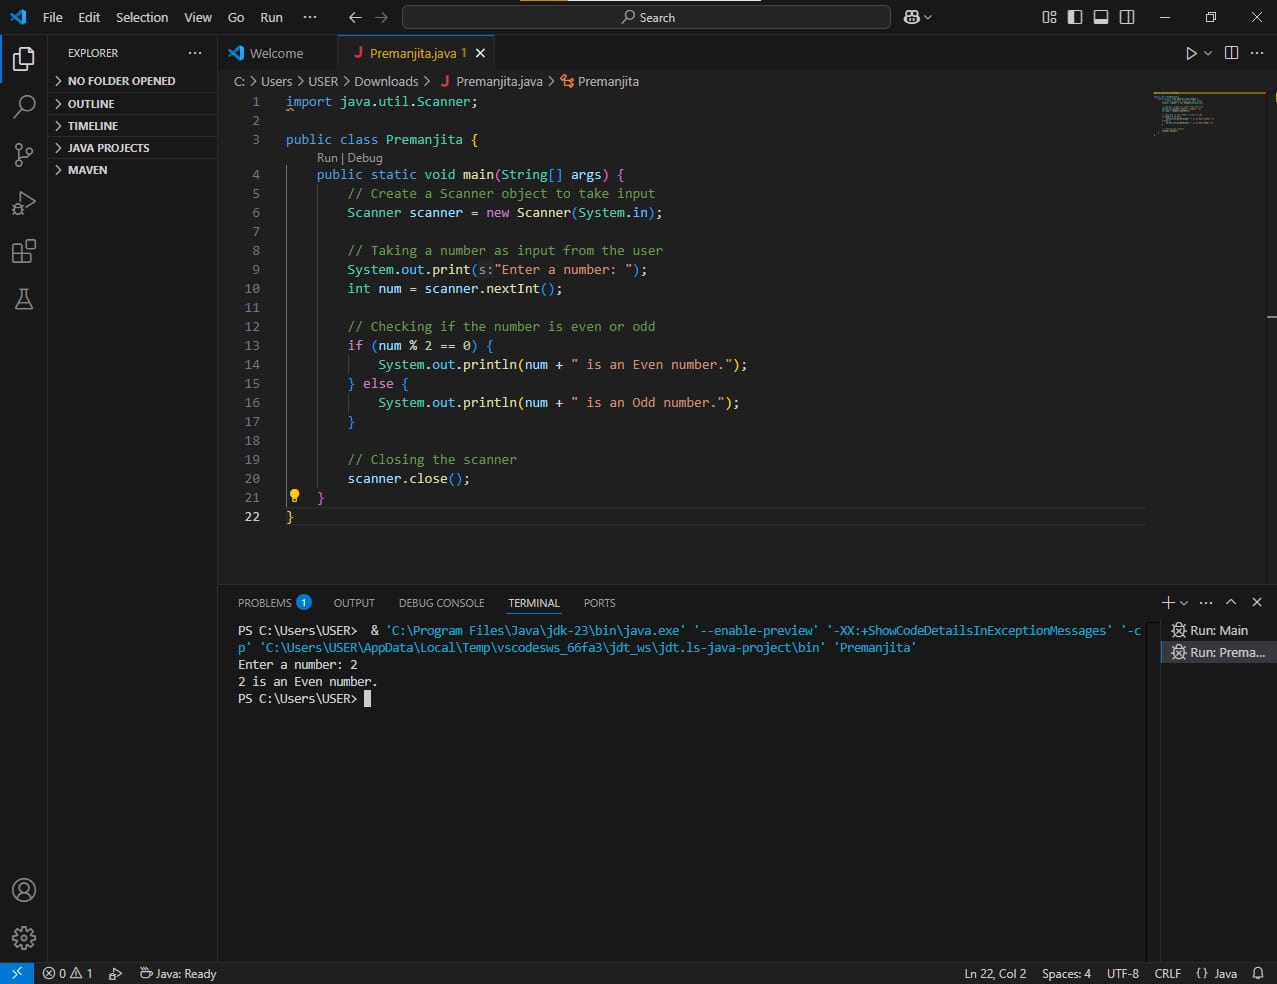 File Edit Selection View Go Run ··· Search
EXPLORER ···
NO FOLDER OPENED
OUTLINE
TIMELINE
JAVA PROJECTS
MAVEN
Welcome
Premanjita.java 1
C: > Users > USER > Downloads > Premanjita.java > Premanjita
1 import java.util.Scanner;
2
3 public class Premanjita {
Run | Debug
4 public static void main(String[] args) {
5 // Create a Scanner object to take input
6 Scanner scanner = new Scanner(System.in);
7
8 // Taking a number as input from the user
9 System.out.print(s:"Enter a number: ");
10 int num = scanner.nextInt();
11
12 // Checking if the number is even or odd
13 if (num % 2 == 0) {
14 System.out.println(num + " is an Even number.");
15 } else {
16 System.out.println(num + " is an Odd number.");
17 }
18
19 // Closing the scanner
20 scanner.close();
21 }
22 }
PROBLEMS 1 OUTPUT DEBUG CONSOLE TERMINAL PORTS
PS C:\Users\USER>  & 'C:\Program Files\Java\jdk-23\bin\java.exe' '--enable-preview' '-XX:+ShowCodeDetailsInExceptionMessages' '-c
p' 'C:\Users\USER\AppData\Local\Temp\vscodesws_66fa3\jdt_ws\jdt.ls-java-project\bin' 'Premanjita'
Enter a number: 2
2 is an Even number.
PS C:\Users\USER>
Run: Main
Run: Prema...
0 1 Java: Ready Ln 22, Col 2 Spaces: 4 UTF-8 CRLF {} Java